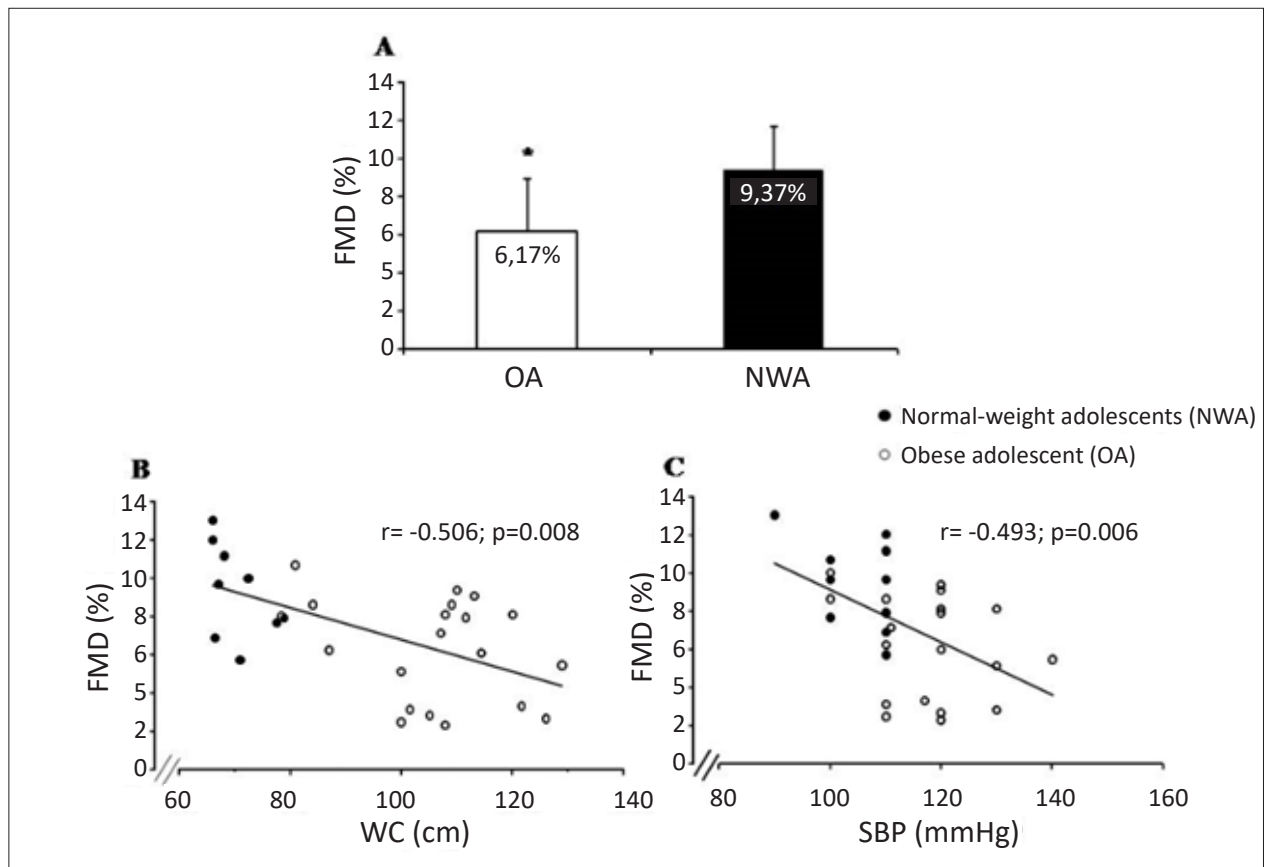 A
14
12
10
8
6
5
2
0
FMD (%)
*
6,17%
9,37%
OA
NWA
Normal-weight adolescents (NWA)
Obese adolescent (OA)
B
14
12
10
8
6
5
2
0
FMD (%)
r= -0.506; p=0.008
60 80 100 120 140
WC (cm)
C
14
12
10
8
6
5
2
0
FMD (%)
r= -0.493; p=0.006
80 100 120 140 160
SBP (mmHg)